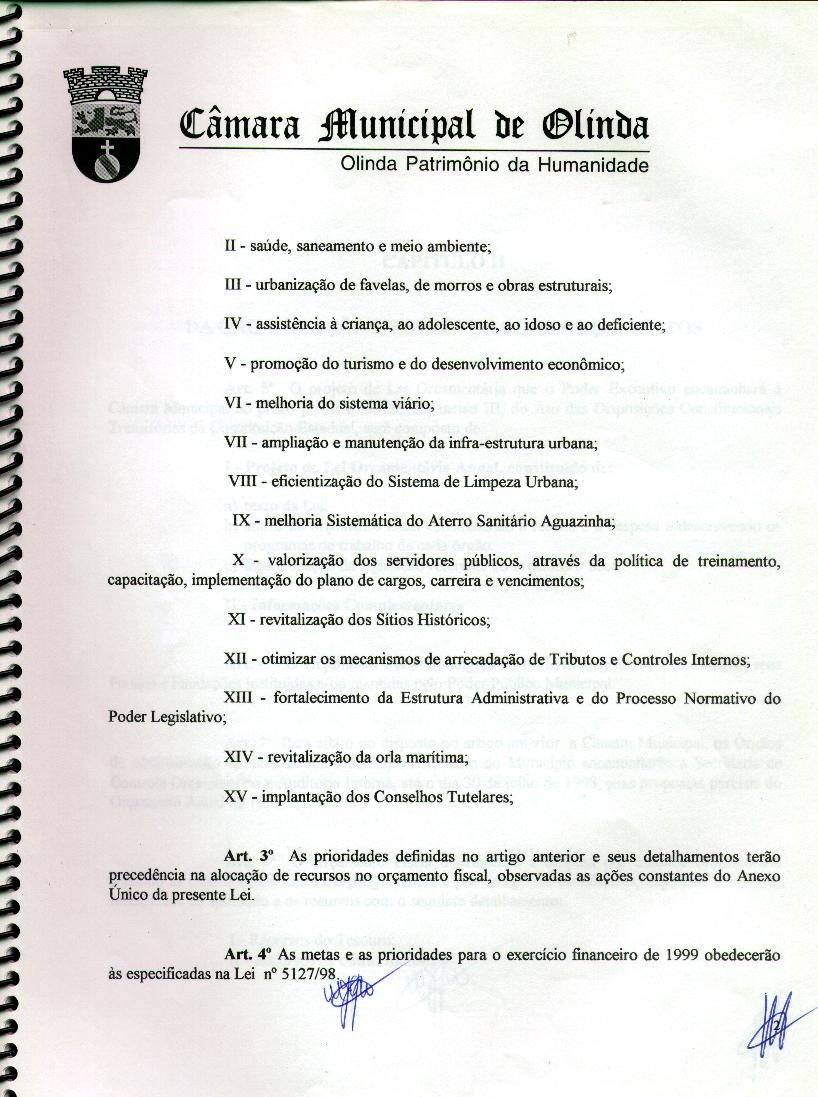 Câmara Municipal de Olinda
Olinda Patrimônio da Humanidade
II - saúde, saneamento e meio ambiente;
III - urbanização de favelas, de morros e obras estruturais;
IV - assistência à criança, ao adolescente, ao idoso e ao deficiente;
V - promoção do turismo e do desenvolvimento econômico;
VI - melhoria do sistema viário;
VII - ampliação e manutenção da infra-estrutura urbana;
VIII - eficientização do Sistema de Limpeza Urbana;
IX - melhoria Sistemática do Aterro Sanitário Aguazinha;
X - valorização dos servidores públicos, através da política de treinamento,
capacitação, implementação do plano de cargos, carreira e vencimentos;
XI - revitalização dos Sítios Históricos;
XII - otimizar os mecanismos de arrecadação de Tributos e Controles Internos;
XIII - fortalecimento da Estrutura Administrativa e do Processo Normativo do
Poder Legislativo;
XIV - revitalização da orla marítima;
XV - implantação dos Conselhos Tutelares;
Art. 3º As prioridades definidas no artigo anterior e seus detalhamentos terão
precedência na alocação de recursos no orçamento fiscal, observadas as ações constantes do Anexo
Único da presente Lei.
Art. 4º As metas e as prioridades para o exercício financeiro de 1999 obedecerão
às especificadas na Lei nº 5127/98.
2